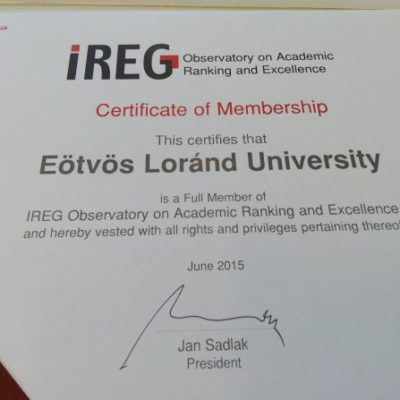 iREG Observatory on Academic
Ranking and Excellence
Certificate of Membership
This certifies that
Eötvös Loránd University
is a Full Member of
IREG Observatory on Academic Ranking and Excellence
and hereby vested with all rights and privileges pertaining thereof
June 2015
Jan Sadlak
President